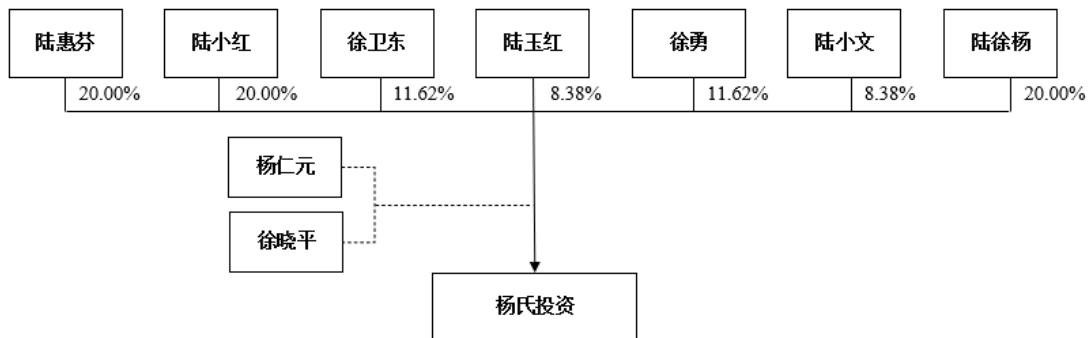 陆惠芬
陆小红
徐卫东
陆玉红
徐勇
陆小文
陆徐杨
20.00%
20.00%
11.62%
8.38%
11.62%
8.38%
20.00%
杨仁元
徐晓平
杨氏投资